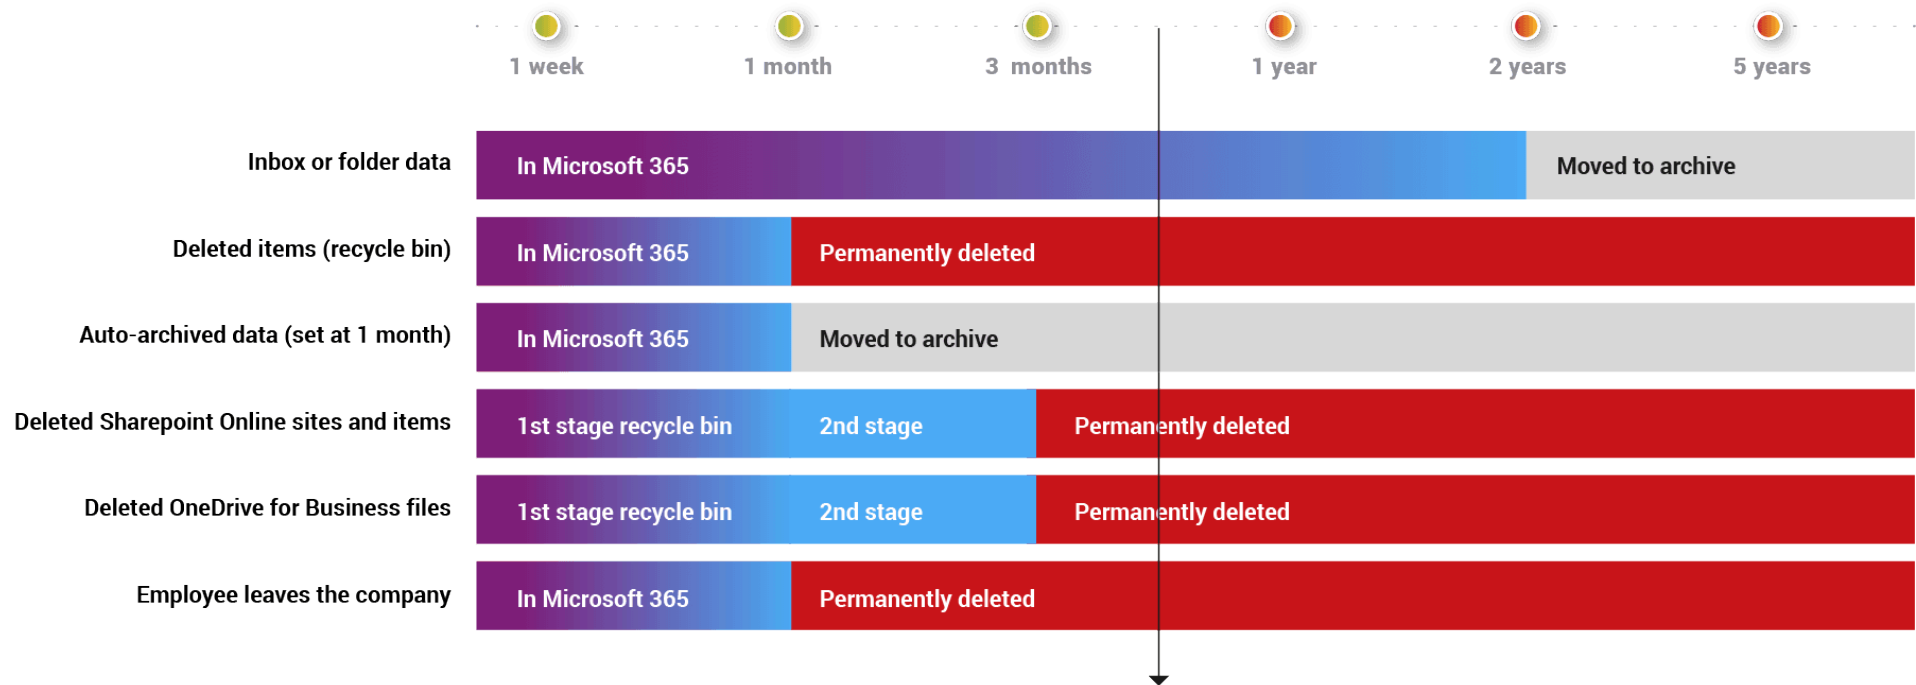 1 week
1 month
3 months
1 year
2 years
5 years
Inbox or folder data
In Microsoft 365
Moved to archive
Deleted items (recycle bin)
In Microsoft 365
Permanently deleted
Auto-archived data (set at 1 month)
In Microsoft 365
Moved to archive
Deleted Sharepoint Online sites and items
1st stage recycle bin
2nd stage
Permanently deleted
Deleted OneDrive for Business files
1st stage recycle bin
2nd stage
Permanently deleted
Employee leaves the company
In Microsoft 365
Permanently deleted